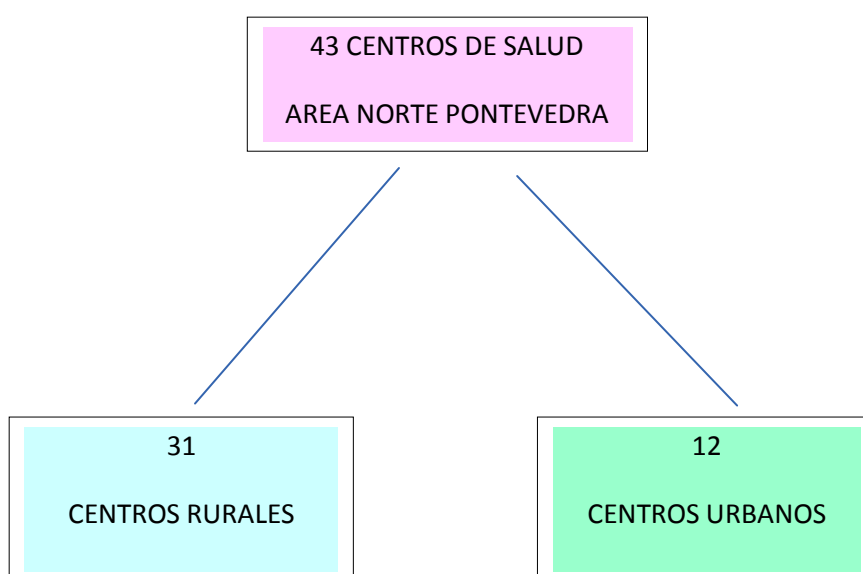 43 CENTROS DE SALUD
AREA NORTE PONTEVEDRA
31
CENTROS RURALES
12
CENTROS URBANOS